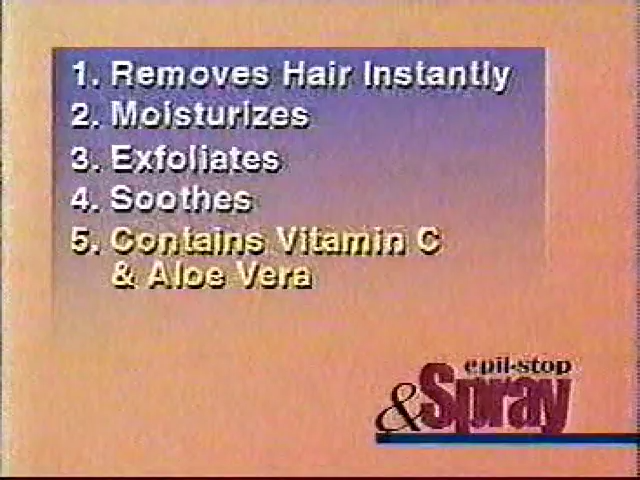 1. Removes Hair Instantly
2. Moisturizes
3. Exfoliates
4. Soothes
5. Contains Vitamin C
& Aloe Vera
epil-stop
& Spray